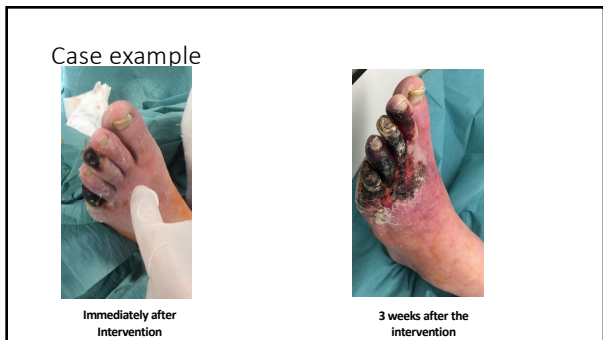 Case example
Immediately after
Intervention
3 weeks after the
intervention